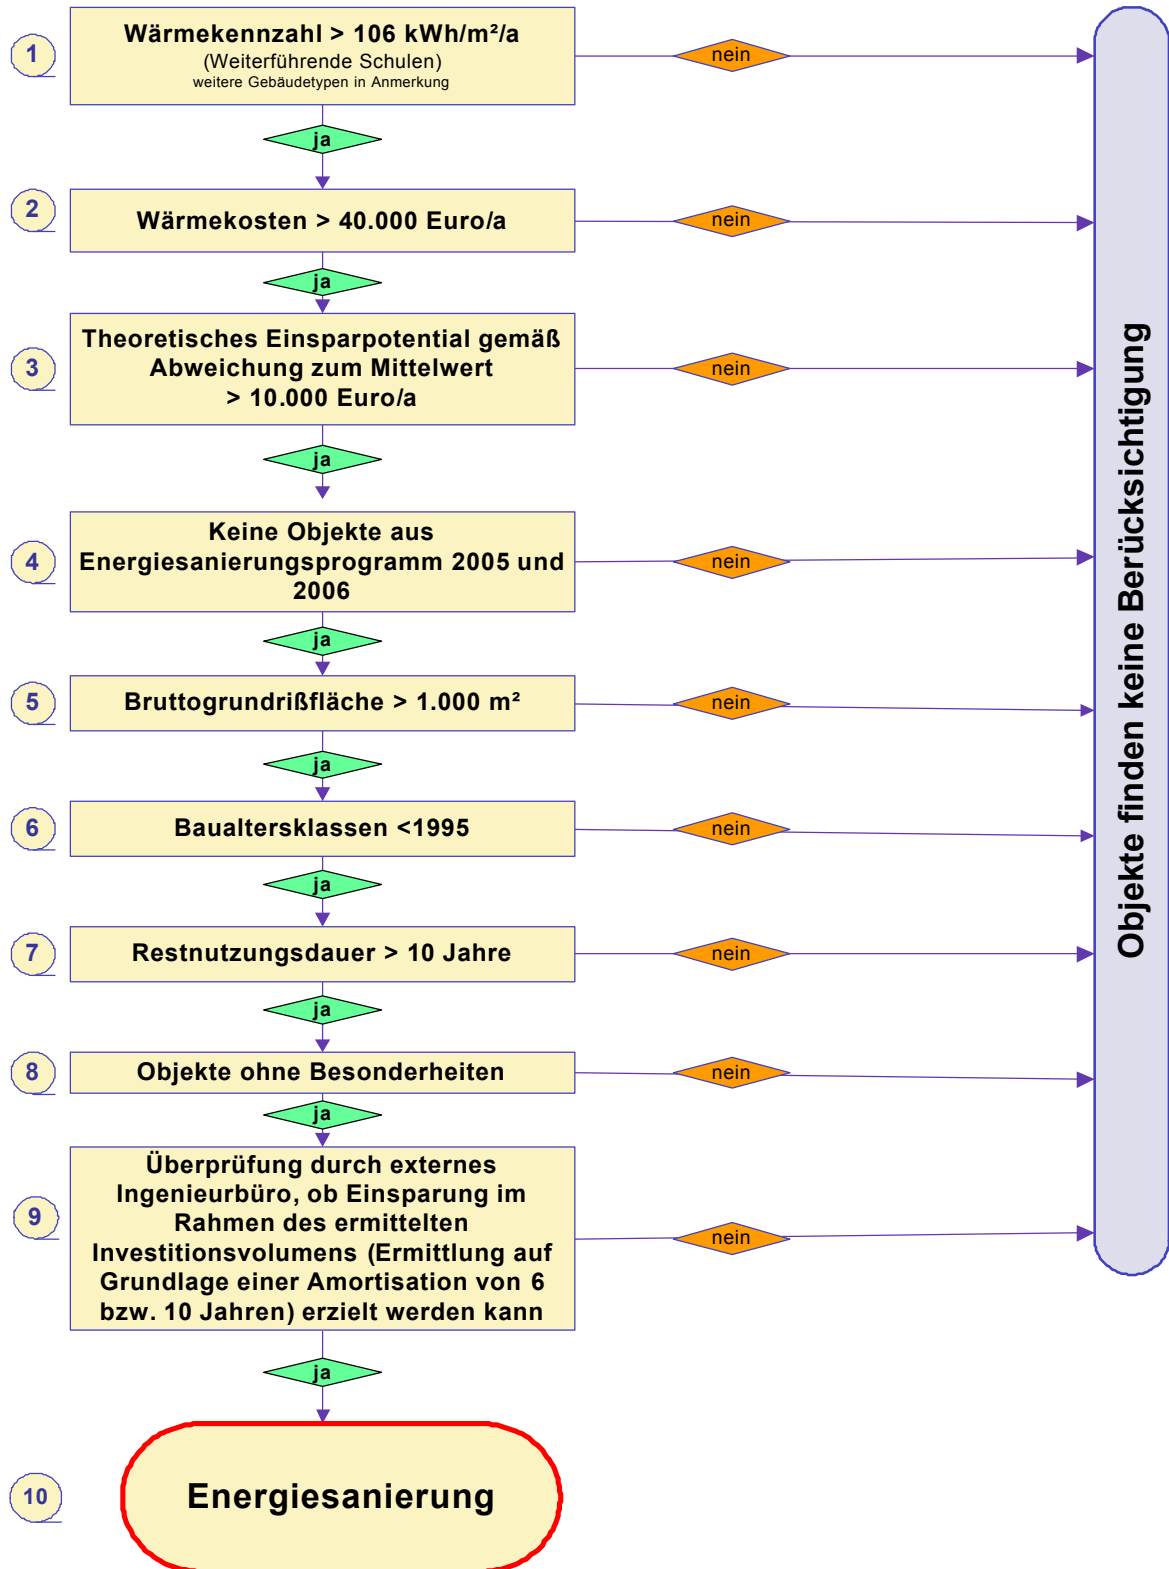 1
Wärmekennzahl > 106 kWh/m²/a
(Weiterführende Schulen)
weitere Gebäudetypen in Anmerkung
nein
ja
2
Wärmekosten > 40.000 Euro/a
nein
ja
3
Theoretisches Einsparpotential gemäß
Abweichung zum Mittelwert
> 10.000 Euro/a
nein
ja
4
Keine Objekte aus
Energiesanierungsprogramm 2005 und
2006
nein
ja
5
Bruttogrundrißfläche > 1.000 m²
nein
ja
6
Baualtersklassen <1995
nein
ja
7
Restnutzungsdauer > 10 Jahre
nein
ja
8
Objekte ohne Besonderheiten
nein
ja
9
Überprüfung durch externes
Ingenieurbüro, ob Einsparung im
Rahmen des ermittelten
Investitionsvolumens (Ermittlung auf
Grundlage einer Amortisation von 6
bzw. 10 Jahren) erzielt werden kann
nein
ja
10
Energiesanierung
Objekte finden keine Berücksichtigung